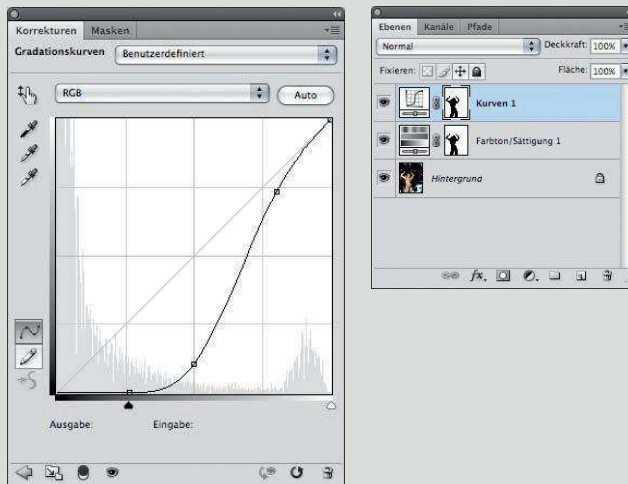 Korrekturen Masken
Gradationskurven Benutzerdefiniert
RGB Auto
Ausgabe: Eingabe:
Ebenen Kanäle Pfade
Normal Deckkraft: 100%
Fixieren: Fläche: 100%
Kurven 1
Farbton/Sättigung 1
Hintergrund
fx.